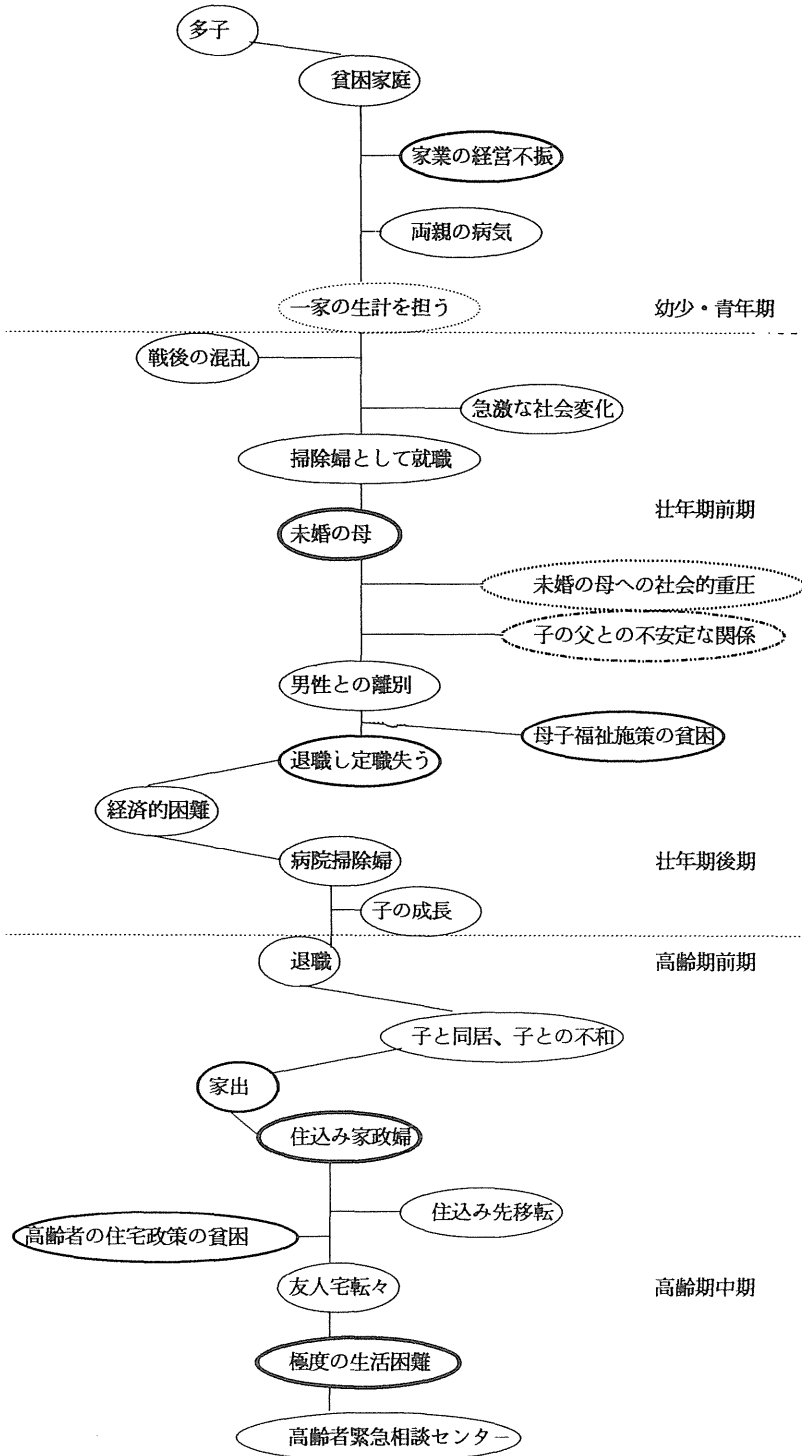 多子
貧困家庭
家業の経営不振
両親の病気
一家の生計を担う
幼少・青年期
戦後の混乱
急激な社会変化
掃除婦として就職
壮年期前期
未婚の母
未婚の母への社会的重圧
子の父との不安定な関係
男性との離別
母子福祉施策の貧困
退職し定職失う
経済的困難
病院掃除婦
壮年期後期
子の成長
退職
高齢期前期
子と同居、子との不和
家出
住込み家政婦
住込み先移転
高齢者の住宅政策の貧困
友人宅転々
高齢期中期
極度の生活困難
高齢者緊急相談センター